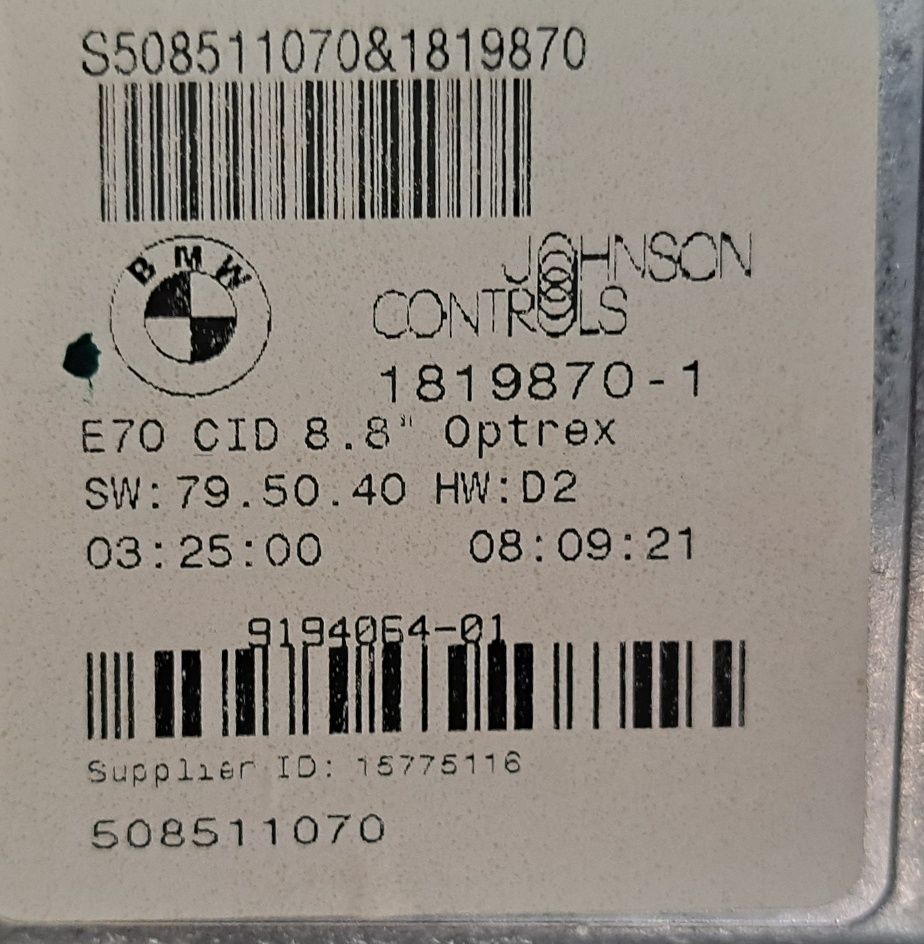 S508511070&1819870
BMW
JOHNSON
CONTROLS
1819870-1
E70 CID 8.8" Optrex
SW:79.50.40 HW:D2
03:25:00 08:09:21
9194064-01
Supplier ID: 15775116
508511070